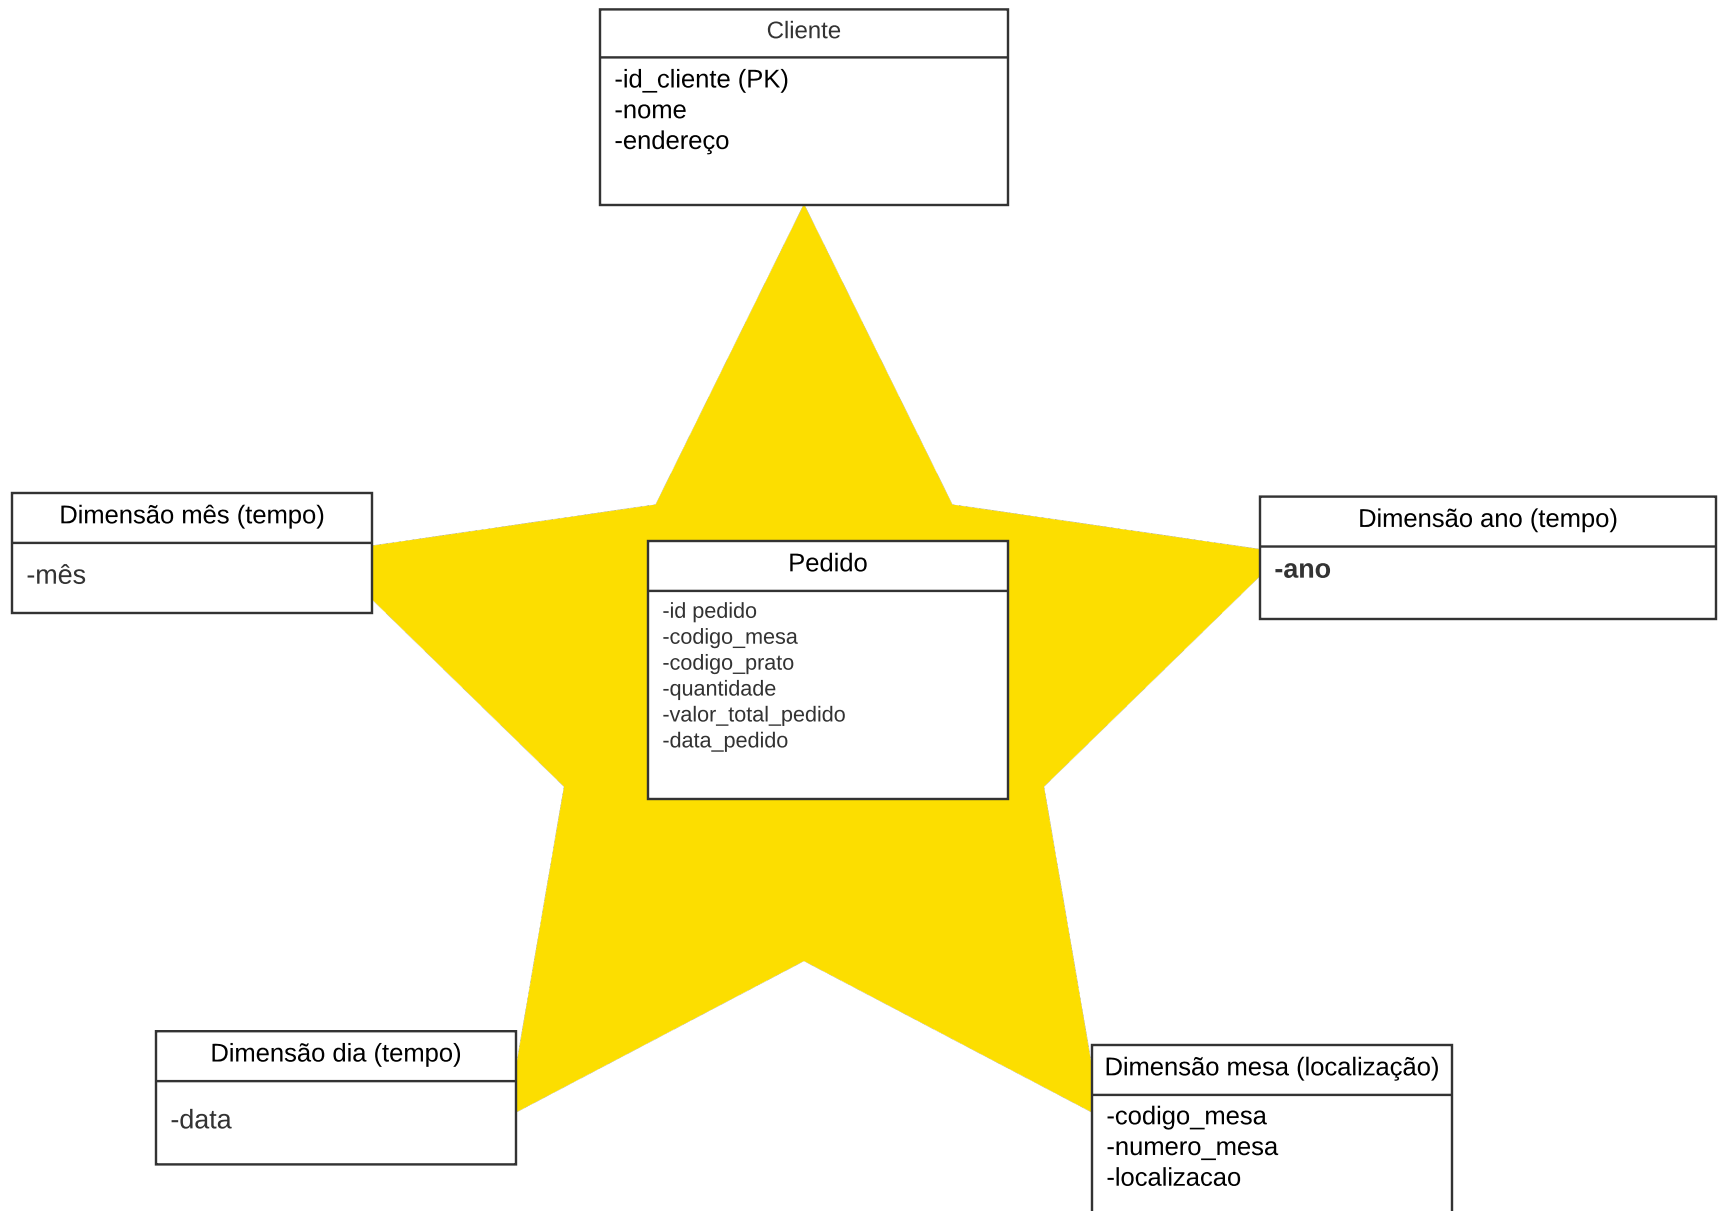 Cliente
-id_cliente (PK)
-nome
-endereço
Dimensão mês (tempo)
-mês
Dimensão ano (tempo)
-ano
Pedido
-id pedido
-codigo_mesa
-codigo_prato
-quantidade
-valor_total_pedido
-data_pedido
Dimensão dia (tempo)
-data
Dimensão mesa (localização)
-codigo_mesa
-numero_mesa
-localizacao